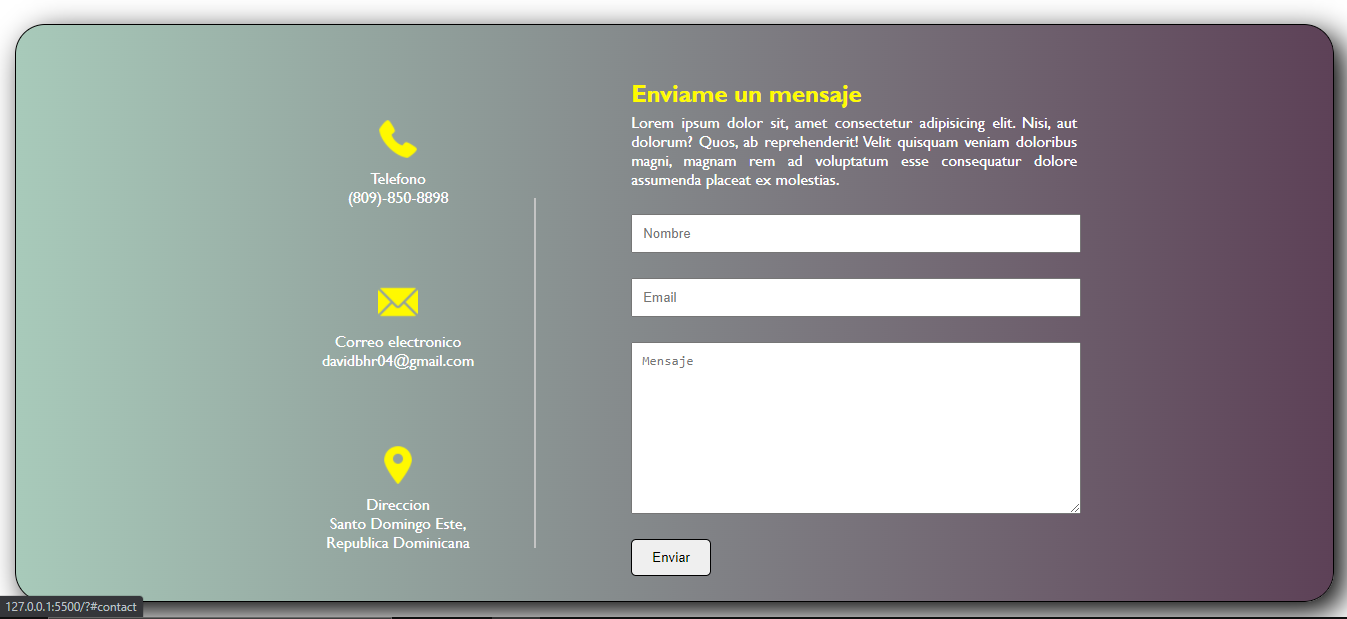 Telefono
(809)-850-8898
Correo electronico
davidbhr04@gmail.com
Direccion
Santo Domingo Este,
Republica Dominicana
Enviame un mensaje
Lorem ipsum dolor sit, amet consectetur adipisicing elit. Nisi, aut
dolorum? Quos, ab reprehenderit! Velit quisquam veniam doloribus
magni, magnam rem ad voluptatum esse consequatur dolore
assumenda placeat ex molestias.
Nombre
Email
Mensaje
Enviar
127.0.0.1:5500/?#contact